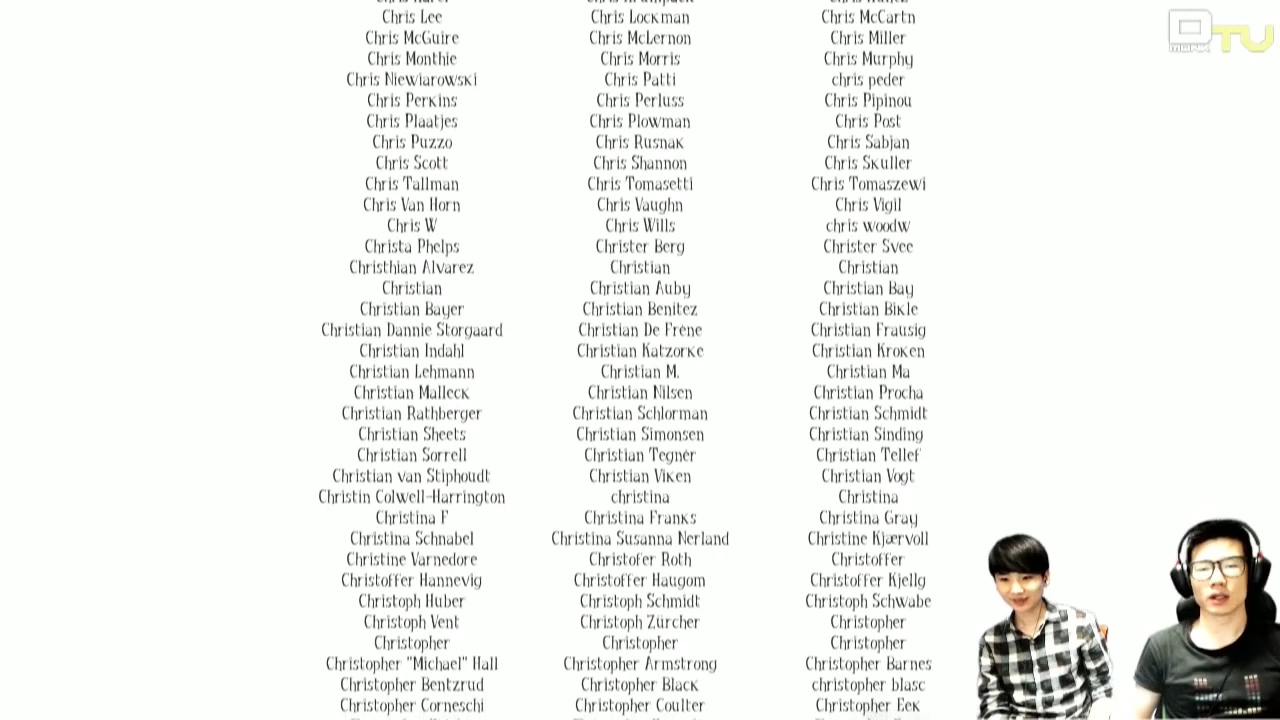 Chris Lee Chris Lockman Chris McCartn
Chris McGuire Chris McLernon Chris Miller
Chris Monthie Chris Morris Chris Murphy
Chris Niewiarowski Chris Patti chris peder
Chris Perkins Chris Perluss Chris Pipinou
Chris Plaatjes Chris Plowman Chris Post
Chris Puzzo Chris Rusnak Chris Sabjan
Chris Scott Chris Shannon Chris Skuller
Chris Tallman Chris Tomasetti Chris Tomaszewi
Chris Van Horn Chris Vaughn Chris Vigil
Chris W Chris Wills chris woodw
Christa Phelps Christer Berg Christer Svee
Christhian Alvarez Christian Christian
Christian Christian Auby Christian Bay
Christian Bayer Christian Benitez Christian Bikle
Christian Dannie Storgaard Christian De Frene Christian Frausig
Christian Indahl Christian Katzorke Christian Kroken
Christian Lehmann Christian M. Christian Ma
Christian Malleck Christian Nilsen Christian Procha
Christian Rathberger Christian Schlorman Christian Schmidt
Christian Sheets Christian Simonsen Christian Sinding
Christian Sorrell Christian Tegner Christian Tellef
Christian van Stiphoudt Christian Viken Christian Vogt
Christin Colwell-Harrington christina Christina
Christina F Christina Franks Christina Gray
Christina Schnabel Christina Susanna Nerland Christine Kjærvoll
Christine Varnedore Christofer Roth Christoffer
Christoffer Hannevig Christoffer Haugom Christoffer Kjellg
Christoph Huber Christoph Schmidt Christoph Schwabe
Christoph Vent Christoph Zürcher Christopher
Christopher Christopher Christopher
Christopher "Michael" Hall Christopher Armstrong Christopher Barnes
Christopher Bentzrud Christopher Black christopher blasc
Christopher Corneschi Christopher Coulter Christopher Eek